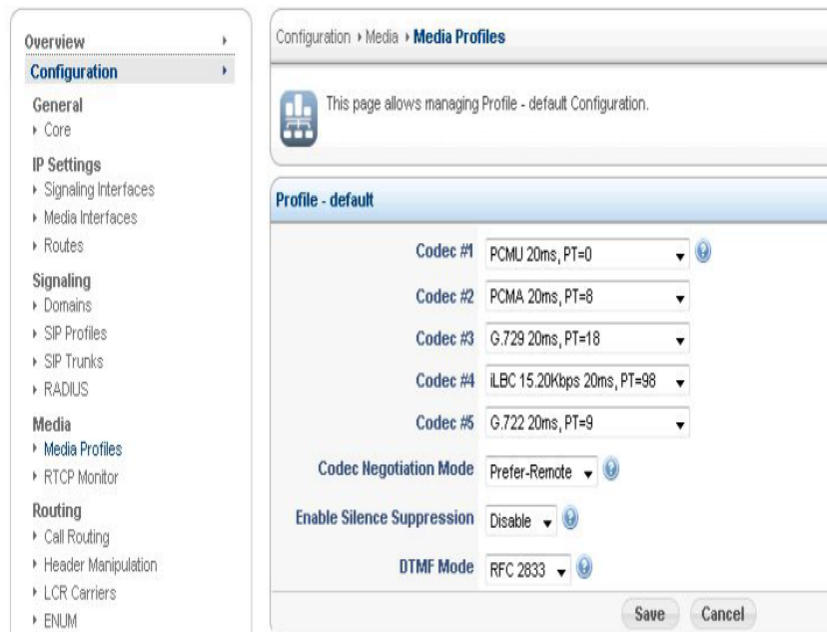 Overview
Configuration
General
Core
IP Settings
Signaling Interfaces
Media Interfaces
Routes
Signaling
Domains
SIP Profiles
SIP Trunks
RADIUS
Media
Media Profiles
RTCP Monitor
Routing
Call Routing
Header Manipulation
LCR Carriers
ENUM
Configuration Media Media Profiles
This page allows managing Profile - default Configuration.
Profile - default
Codec #1 PCMU 20ms, PT=0
Codec #2 PCMA 20ms, PT=8
Codec #3 G.729 20ms, PT=18
Codec #4 iLBC 15.20Kbps 20ms, PT=98
Codec #5 G.722 20ms, PT=9
Codec Negotiation Mode Prefer-Remote
Enable Silence Suppression Disable
DTMF Mode RFC 2833
Save Cancel